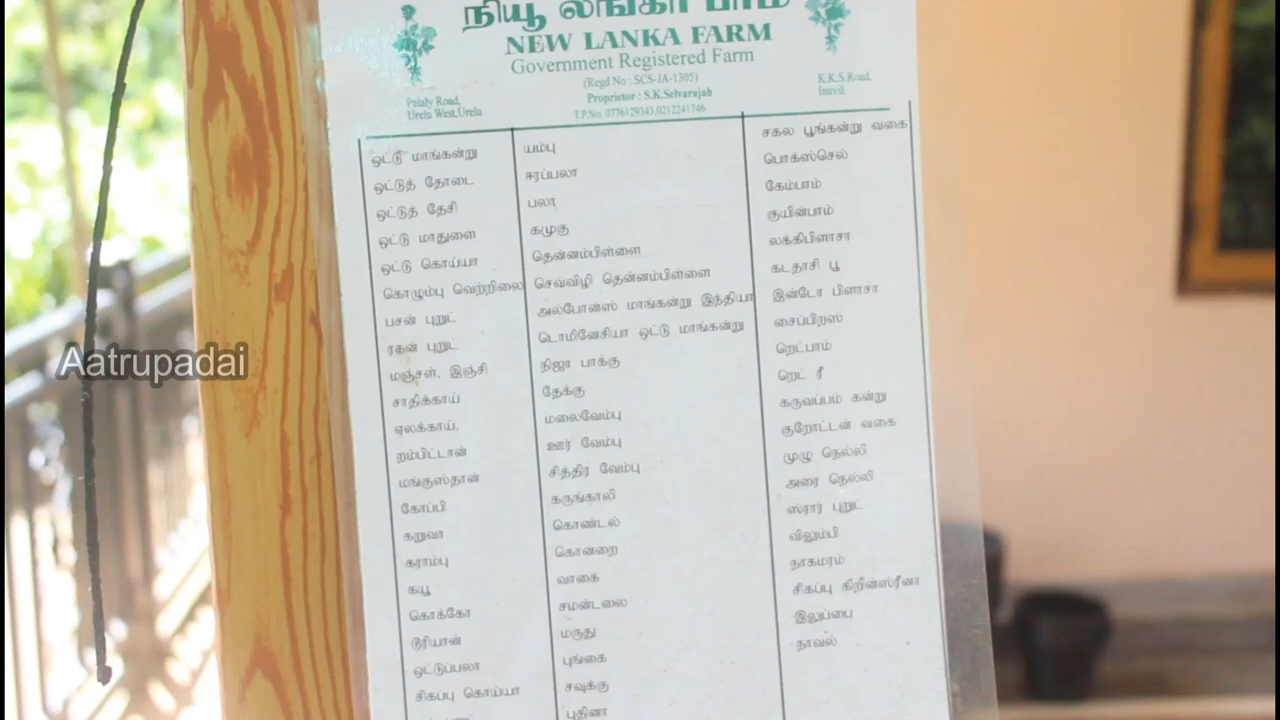 நியூ லங்கா பாம்
NEW LANKA FARM
Government Registered Farm
(Regd No : SCS-JA-1305)
Proprietor : S.K.Selvarajah
T.P.No: 0776129343,0212241746
Pelaly Road,
Urelu West,Urelu
K.K.S.Road,
Inuvil.
ஒட்டு மாங்கன்று
ஒட்டுத் தோடை
ஒட்டுத் தேசி
ஒட்டு மாதுளை
ஒட்டு கொய்யா
கொழும்பு வெற்றிலை
பசன் புறுட்
ரதன் புறுட்
மஞ்சள், இஞ்சி
சாதிக்காய்
ஏலக்காய்,
றம்பிட்டான்
மங்குஸ்தான்
கோப்பி
கறுவா
கராம்பு
கயூ
கொக்கோ
டூரியான்
ஒட்டுப்பலா
சிகப்பு கொய்யா
யம்பு
ஈரப்பலா
பலா
கமுகு
தென்னம்பிள்ளை
செவ்விழி தென்னம்பிள்ளை
அல்போன்ஸ் மாங்கன்று இந்தியா
டொமினேசியா ஒட்டு மாங்கன்று
நிஜா பாக்கு
தேக்கு
மலைவேம்பு
ஊர் வேம்பு
சித்திர வேம்பு
கருங்காலி
கொண்டல்
கொன்றை
வாகை
சமன்டலை
மருது
புங்கை
சவுக்கு
புதினா
சகல பூங்கன்று வகை
பொக்ஸ்செல்
கேம்பாம்
குயின்பாம்
லக்கிபிளாசா
கடதாசி பூ
இன்டோ பிளாசா
சைப்பிறஸ்
றெட்பாம்
றெட் ரீ
கருவப்பம் கன்று
குறோட்டன் வகை
முழு நெல்லி
அரை நெல்லி
ஸ்ரார் புறுட்
விலும்பி
நாகமரம்
சிகப்பு கிறின்ஸ்ரீனா
இலுப்பை
நாவல்
Aatrupadai